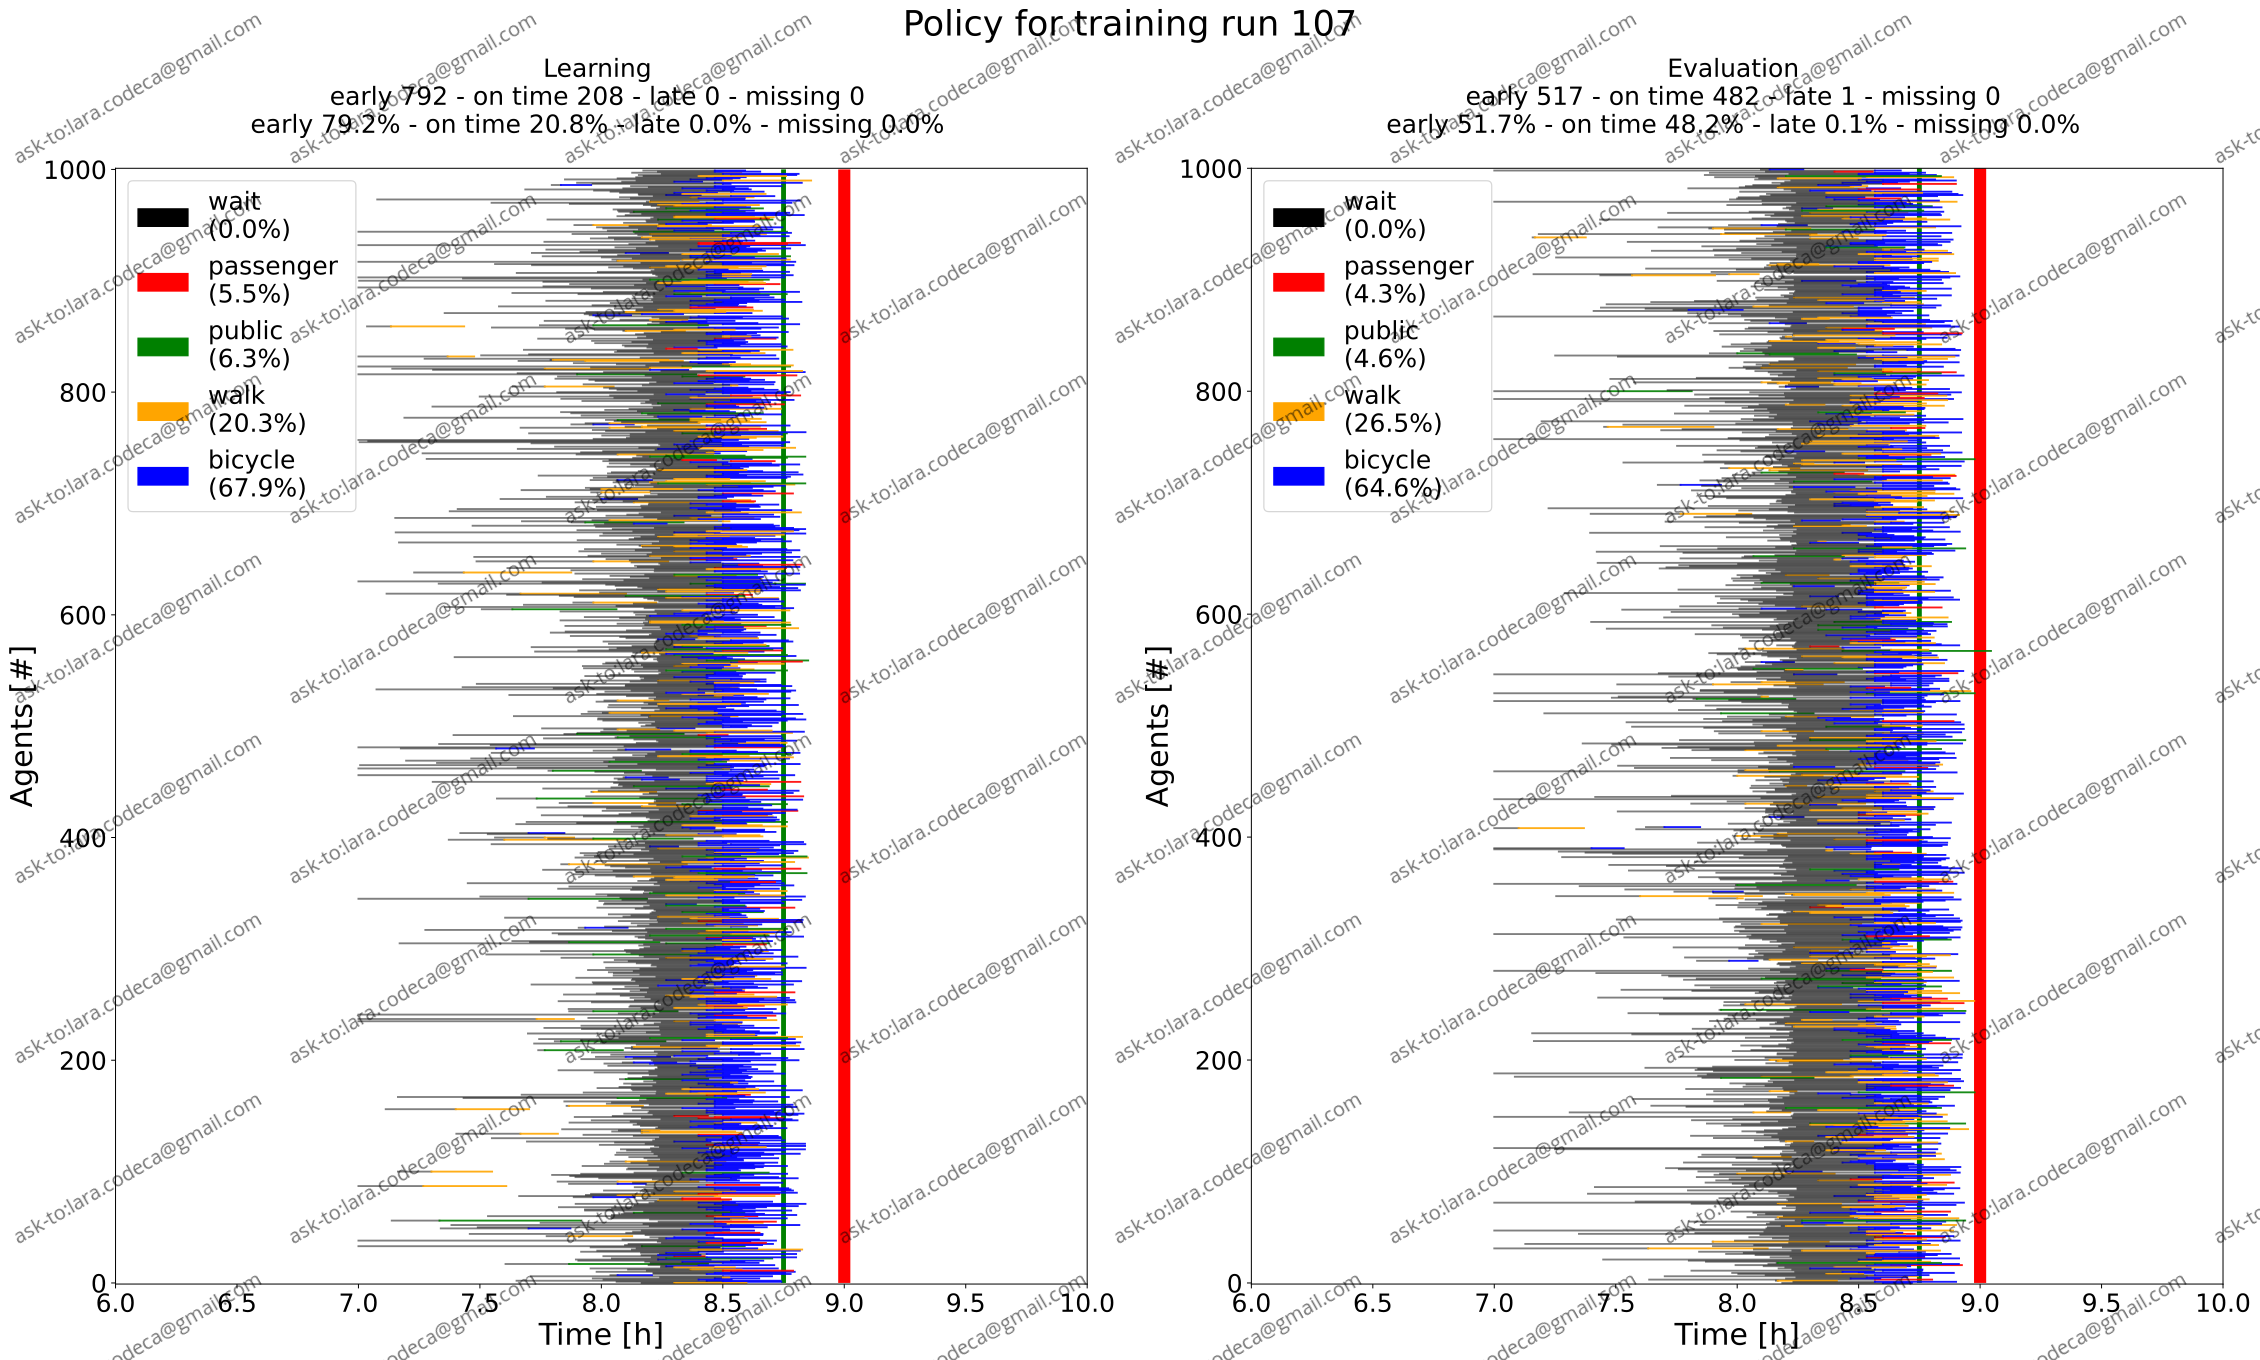 Policy for training run 107
Learning
early 792 - on time 208 - late 0 - missing 0
early 79.2% - on time 20.8% - late 0.0% - missing 0.0%
1000
800
600
400
200
0
Agents [#]
wait
(0.0%)
passenger
(5.5%)
public
(6.3%)
walk
(20.3%)
bicycle
(67.9%)
6.0 6.5 7.0 7.5 8.0 8.5 9.0 9.5 10.0
Time [h]
Evaluation
early 517 - on time 482 - late 1 - missing 0
early 51.7% - on time 48.2% - late 0.1% - missing 0.0%
1000
800
600
400
200
0
Agents [#]
wait
(0.0%)
passenger
(4.3%)
public
(4.6%)
walk
(26.5%)
bicycle
(64.6%)
6.0 6.5 7.0 7.5 8.0 8.5 9.0 9.5 10.0
Time [h]
ask-to:lara.codeca@gmail.com